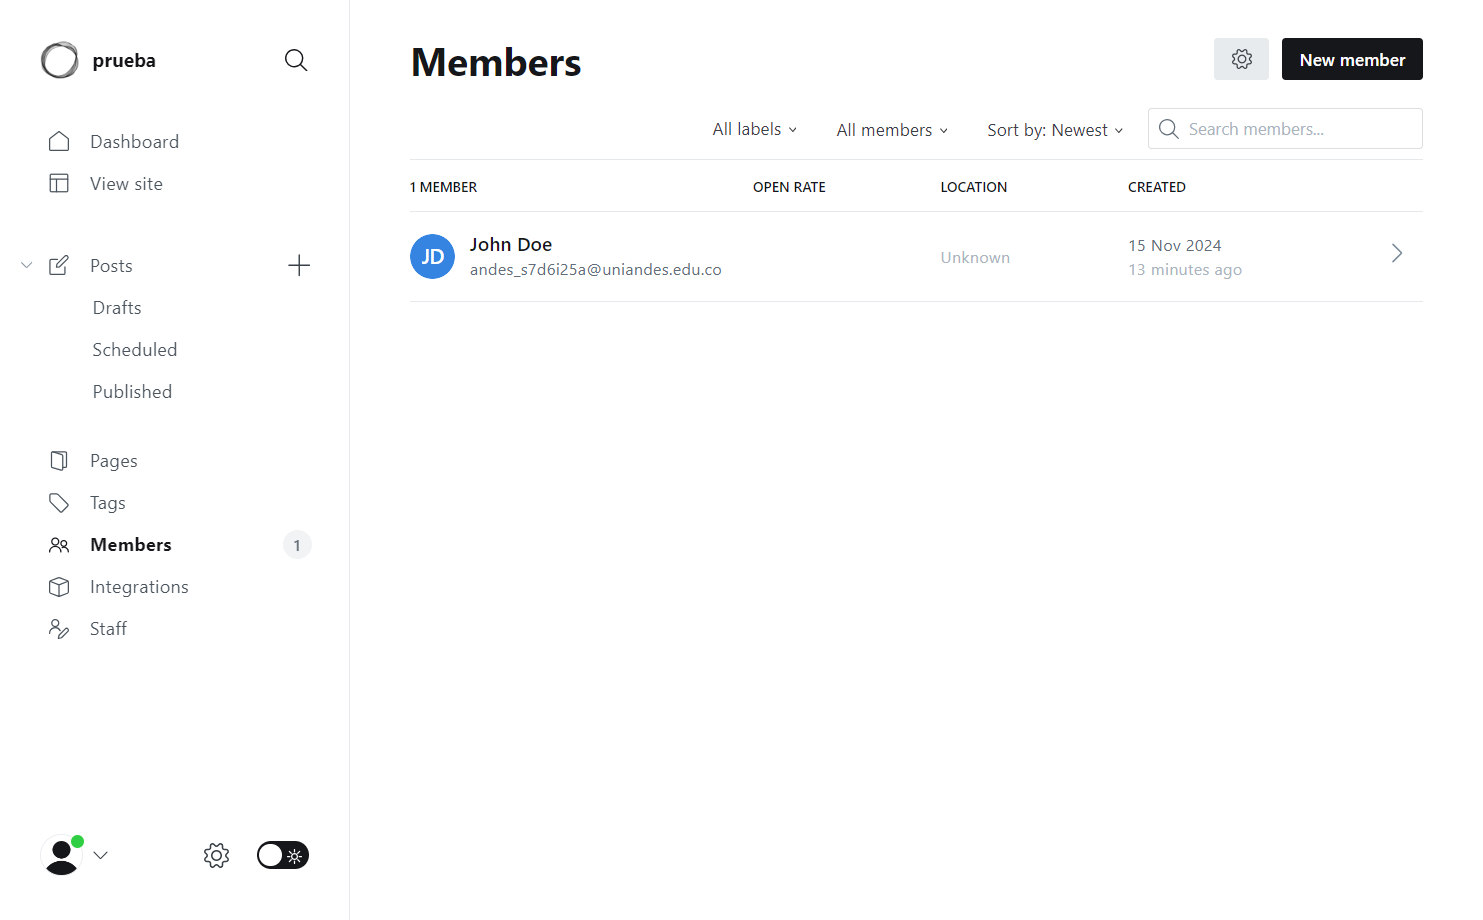 prueba
Dashboard
View site
Posts
Drafts
Scheduled
Published
Pages
Tags
Members
1
Integrations
Staff
Members
New member
All labels
All members
Sort by: Newest
Search members...
1 MEMBER
OPEN RATE
LOCATION
CREATED
JD
John Doe
andes_s7d6i25a@uniandes.edu.co
Unknown
15 Nov 2024
13 minutes ago